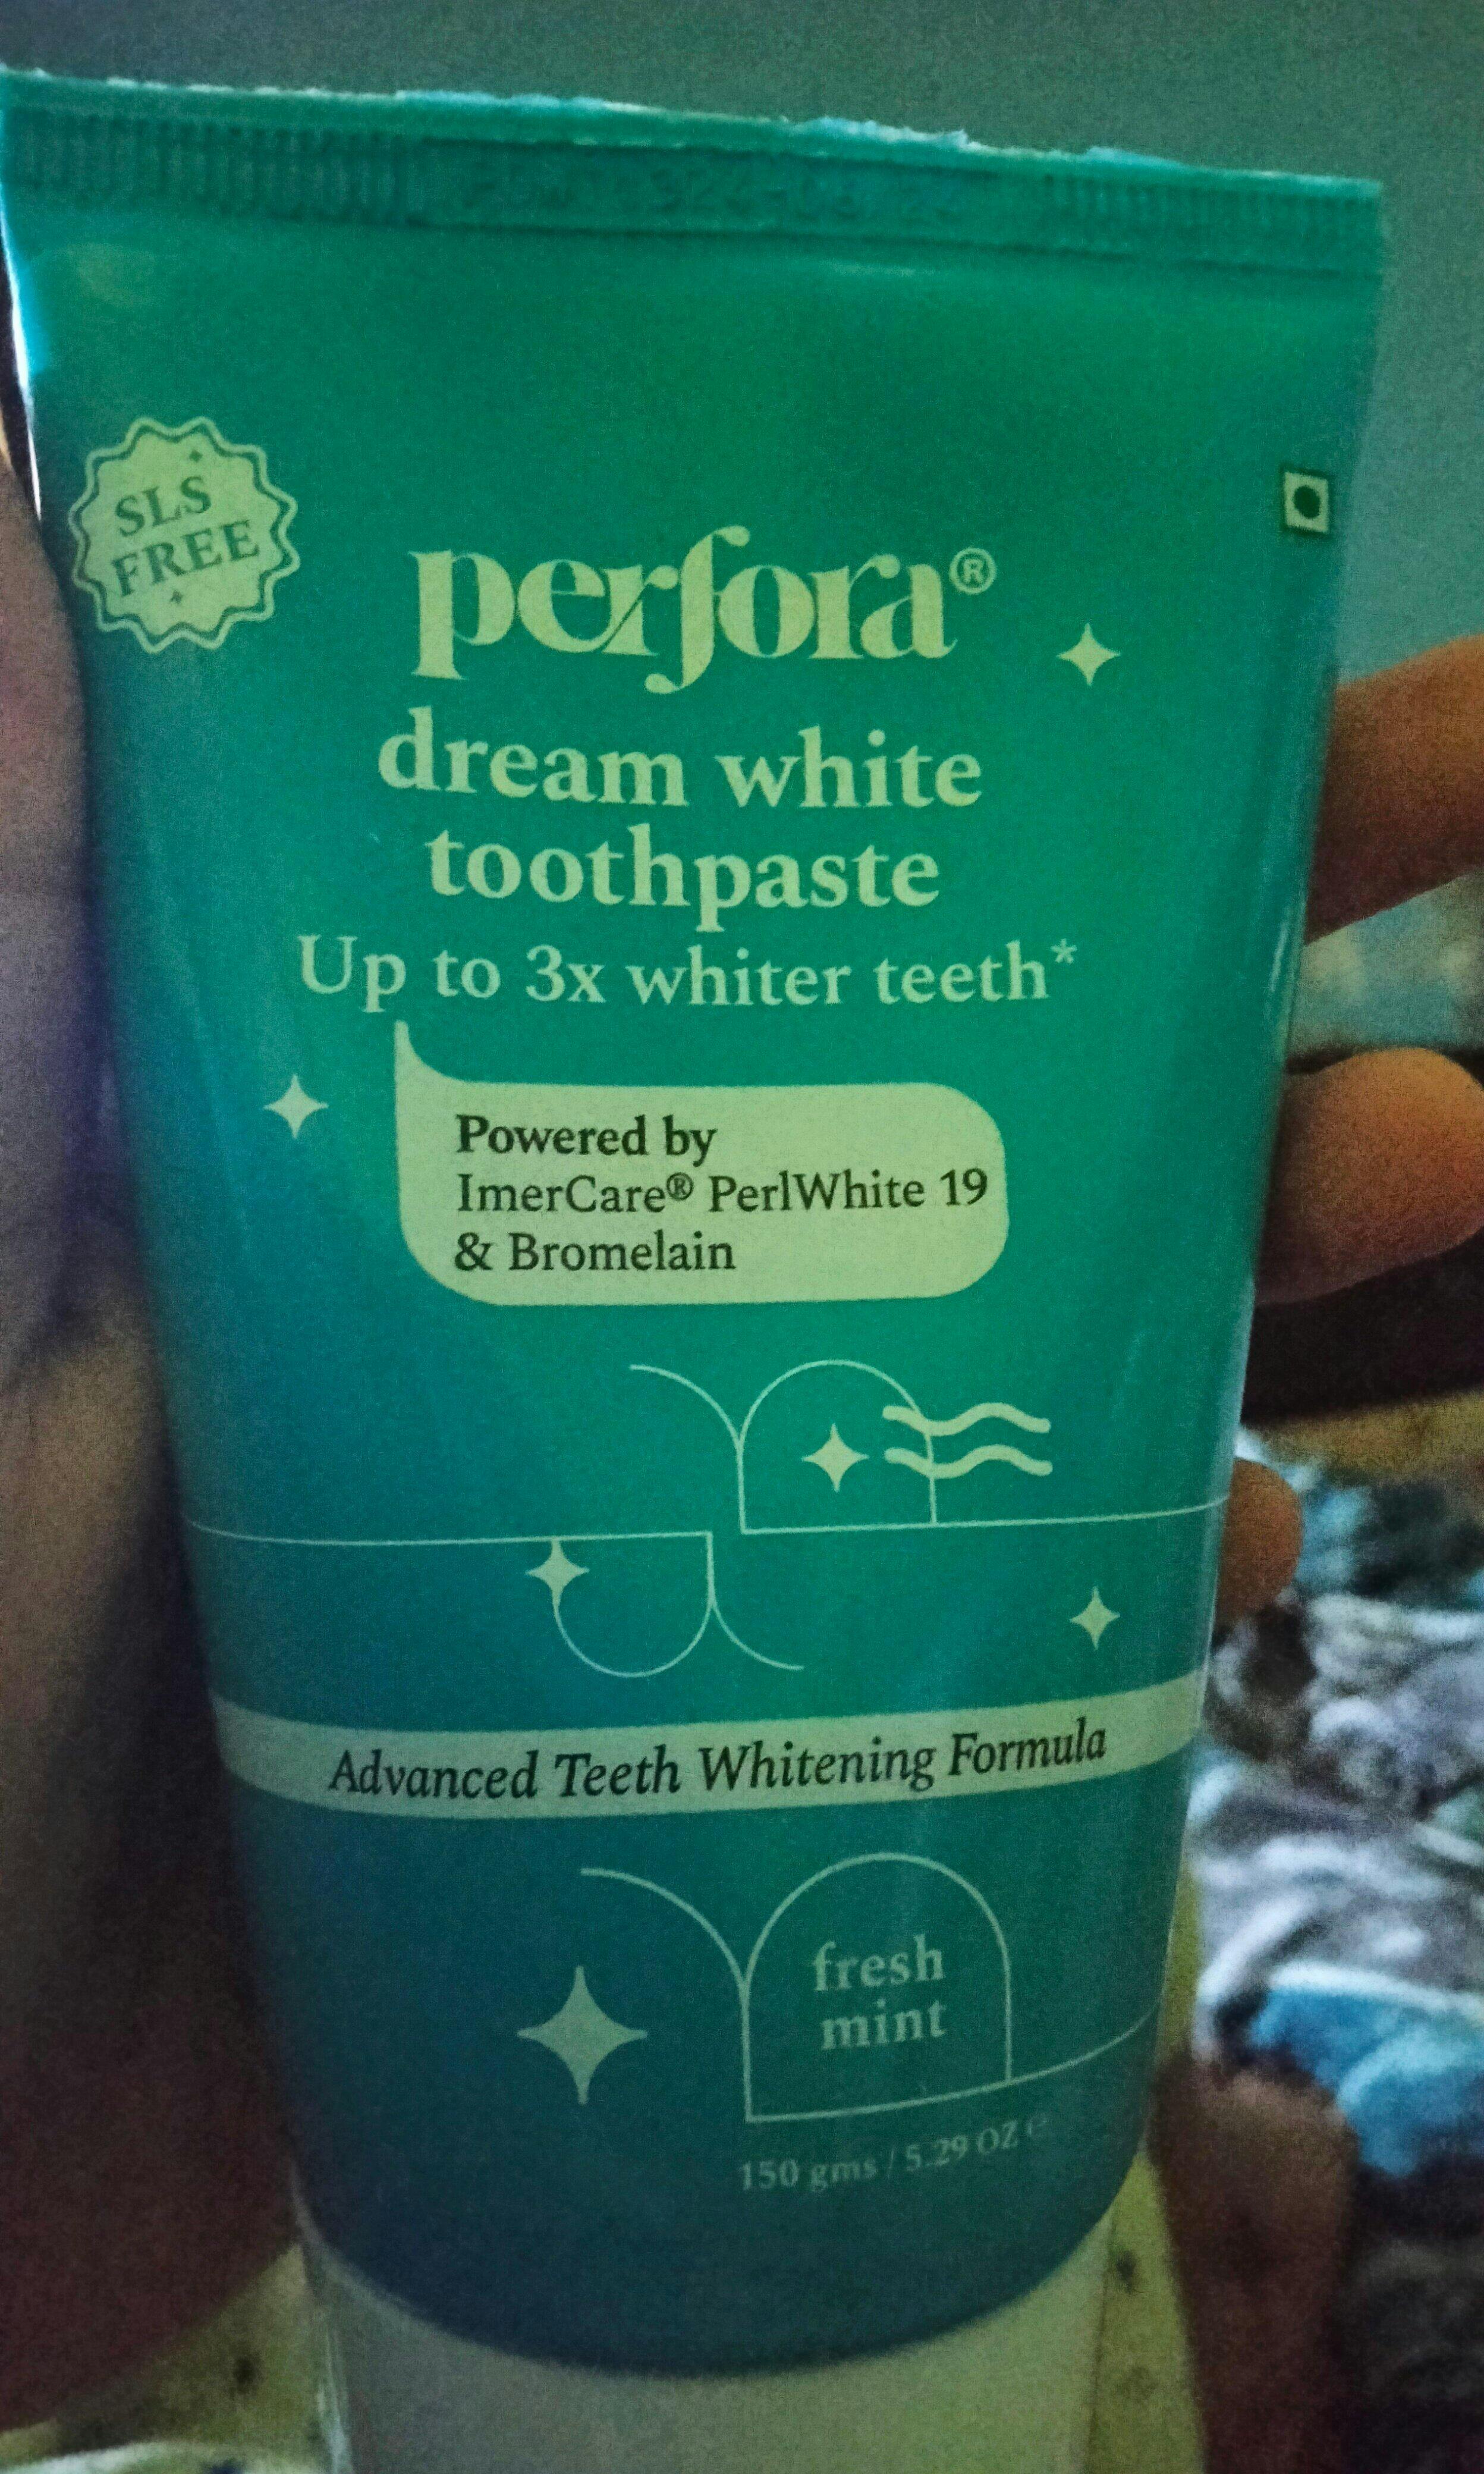 SLS
FREE
perfora®
dream white
toothpaste
Up to 3x whiter teeth*
Powered by
ImerCare® PerlWhite 19
& Bromelain
Advanced Teeth Whitening Formula
fresh
mint
150 gms / 5.29 OZ e